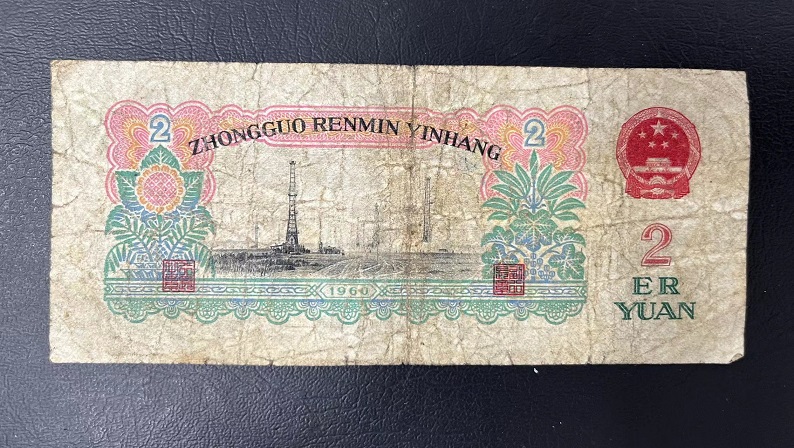 2
ZHONGGUO RENMIN YINHANG
2
1960
2
ER
YUAN